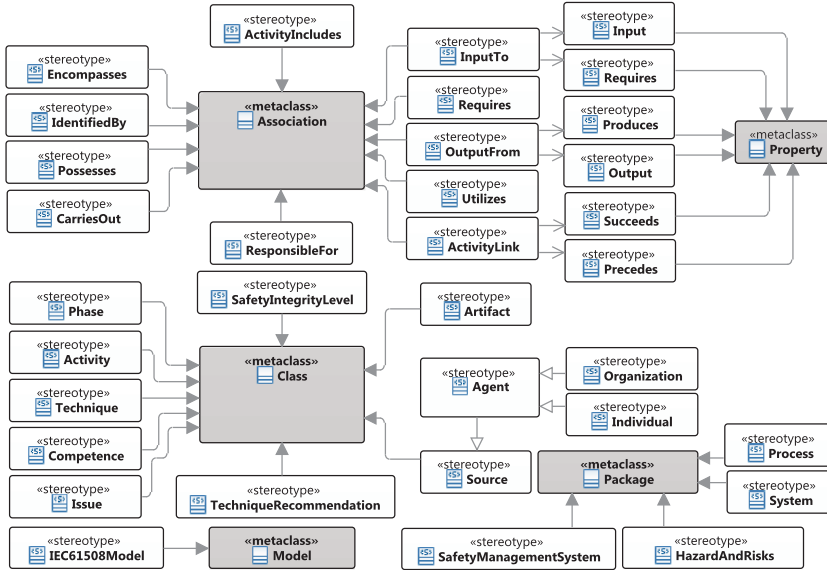 «stereotype»
ActivityIncludes
«stereotype»
Encompasses
«stereotype»
IdentifiedBy
«stereotype»
Possesses
«stereotype»
CarriesOut
«metaclass»
Association
«stereotype»
ResponsibleFor
«stereotype»
InputTo
«stereotype»
Requires
«stereotype»
OutputFrom
«stereotype»
Utilizes
«stereotype»
ActivityLink
«stereotype»
Input
«stereotype»
Requires
«stereotype»
Produces
«stereotype»
Output
«stereotype»
Succeeds
«stereotype»
Precedes
«metaclass»
Property
«stereotype»
SafetyIntegrityLevel
«stereotype»
Phase
«stereotype»
Activity
«stereotype»
Technique
«stereotype»
Competence
«stereotype»
Issue
«metaclass»
Class
«stereotype»
TechniqueRecommendation
«stereotype»
Artifact
«stereotype»
Agent
«stereotype»
Organization
«stereotype»
Individual
«stereotype»
Source
«metaclass»
Package
«stereotype»
Process
«stereotype»
System
«stereotype»
IEC61508Model
«metaclass»
Model
«stereotype»
SafetyManagementSystem
«stereotype»
HazardAndRisks